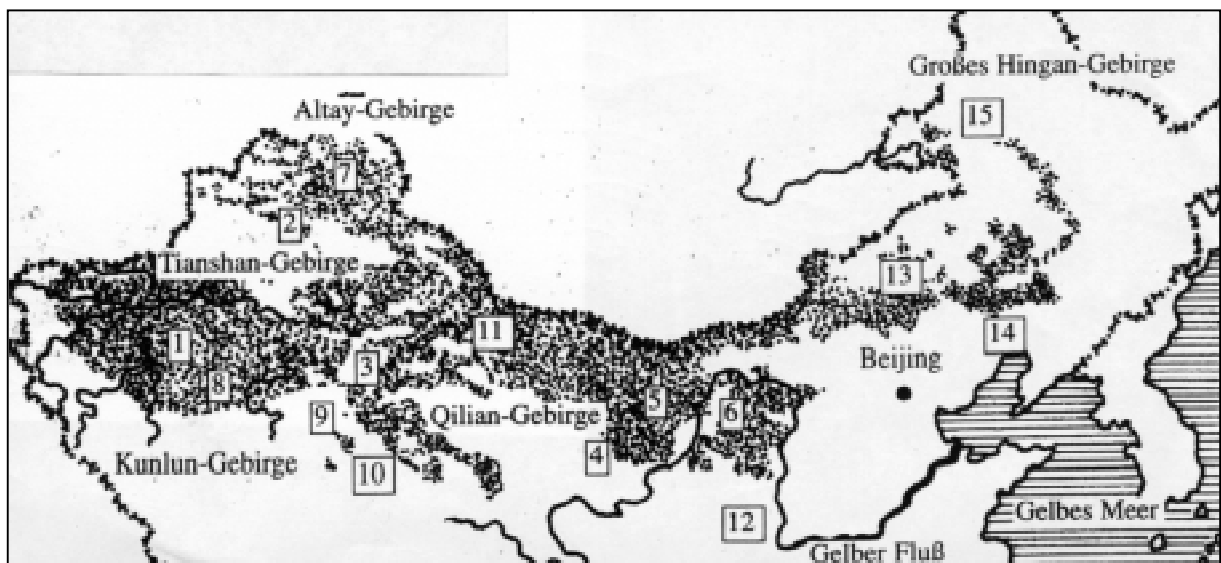 Großes Hingan-Gebirge
Altay-Gebirge
15
7
2
Tianshan-Gebirge
13
11
14
1
3
Beijing
8
5
9
Qilian-Gebirge
6
4
Kunlun-Gebirge
10
12
Gelbes Meer
Gelber Fluß